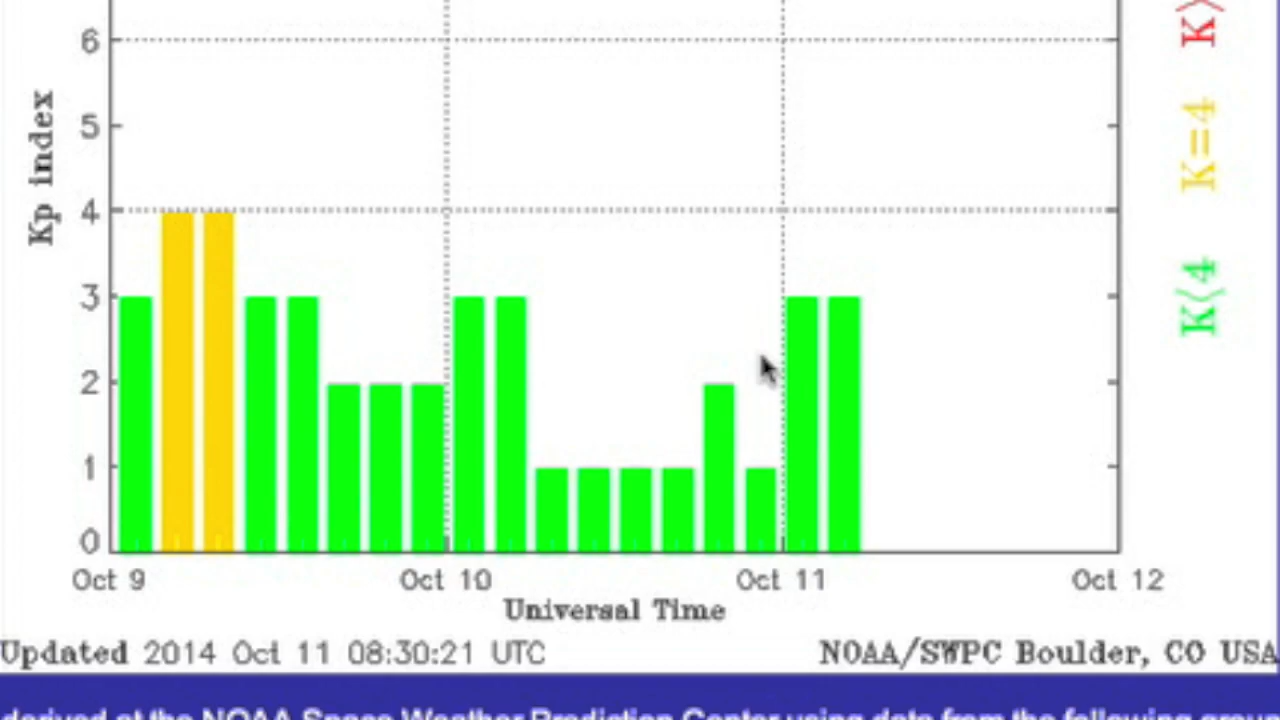 6
5
4
3
2
1
0
Kp index
K>
K=4
K<4
Oct 9
Oct 10
Oct 11
Oct 12
Universal Time
Updated 2014 Oct 11 08:30:21 UTC
NOAA/SWPC Boulder, CO USA
derived at the NOAA Space Weather Prediction Center using data from the following